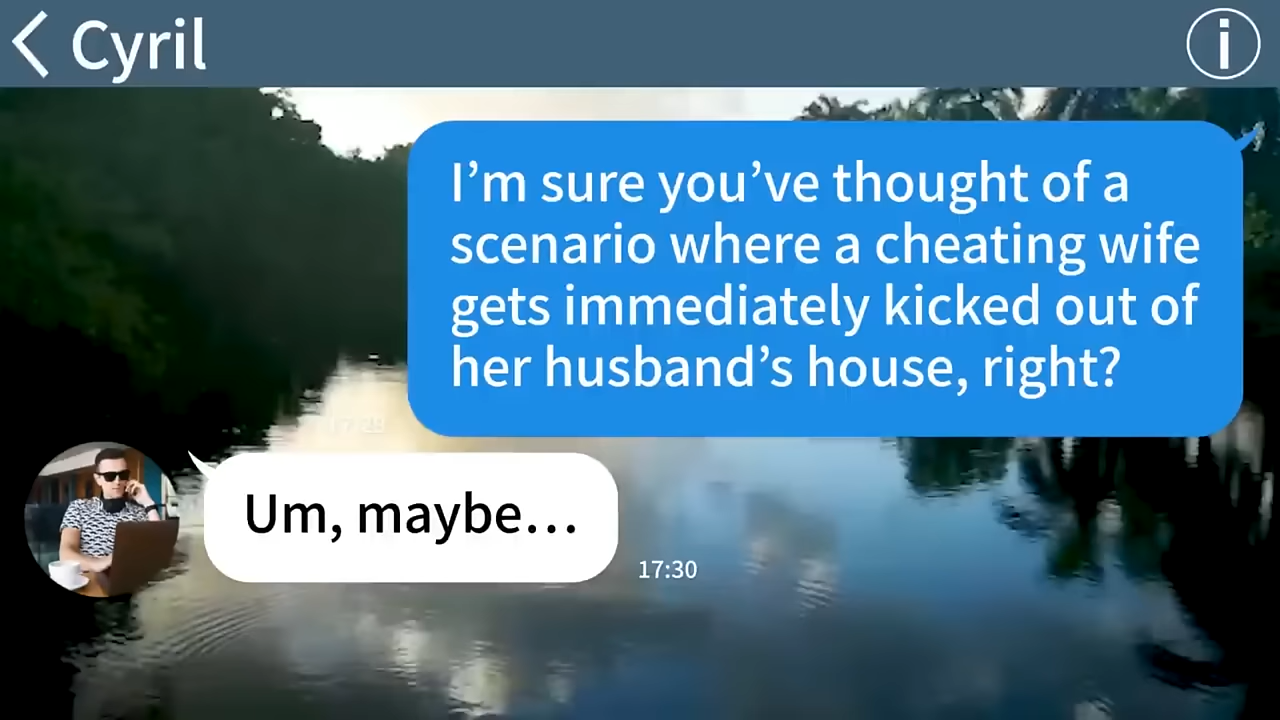 Cyril
I’m sure you’ve thought of a
scenario where a cheating wife
gets immediately kicked out of
her husband’s house, right?
Um, maybe…
17:30